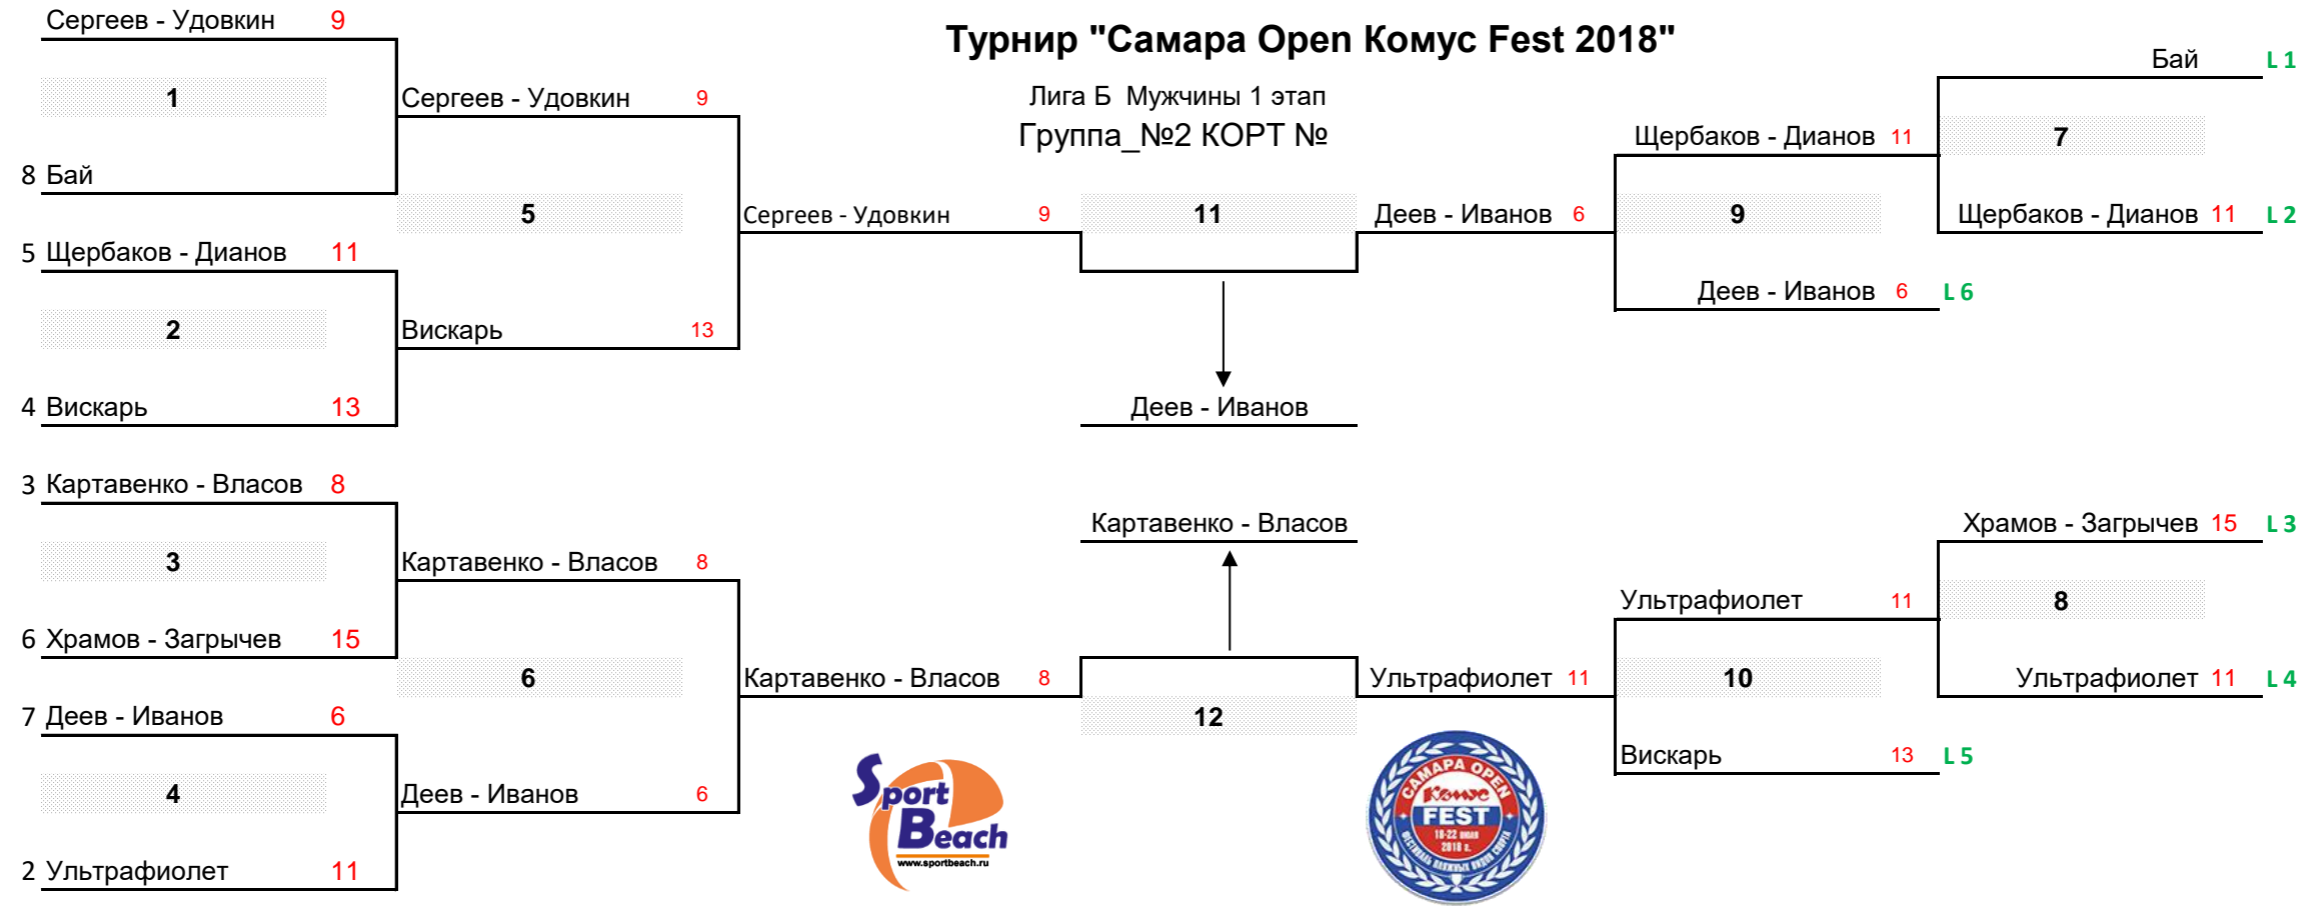 Турнир "Самара Open Комус Fest 2018"
Лига Б Мужчины 1 этап
Группа_№2 КОРТ №
Сергеев - Удовкин 9
1
8 Бай
Сергеев - Удовкин 9
5 Щербаков - Дианов 11
2
4 Вискарь 13
Вискарь 13
5
Сергеев - Удовкин 9
3 Картавенко - Власов 8
3
6 Храмов - Загрычев 15
Картавенко - Власов 8
7 Деев - Иванов 6
4
2 Ультрафиолет 11
Деев - Иванов 6
6
Картавенко - Власов 8
11
Деев - Иванов
Картавенко - Власов
12
Деев - Иванов 6
9
Щербаков - Дианов 11
Деев - Иванов 6 L 6
Бай L 1
7
Щербаков - Дианов 11 L 2
Ультрафиолет 11
10
Ультрафиолет 11
Вискарь 13 L 5
Храмов - Загрычев 15 L 3
8
Ультрафиолет 11 L 4
Sport
Beach
www.sportbeach.ru
САМАРА OPEN
Комус
FEST
18-22 июля
2018 г.